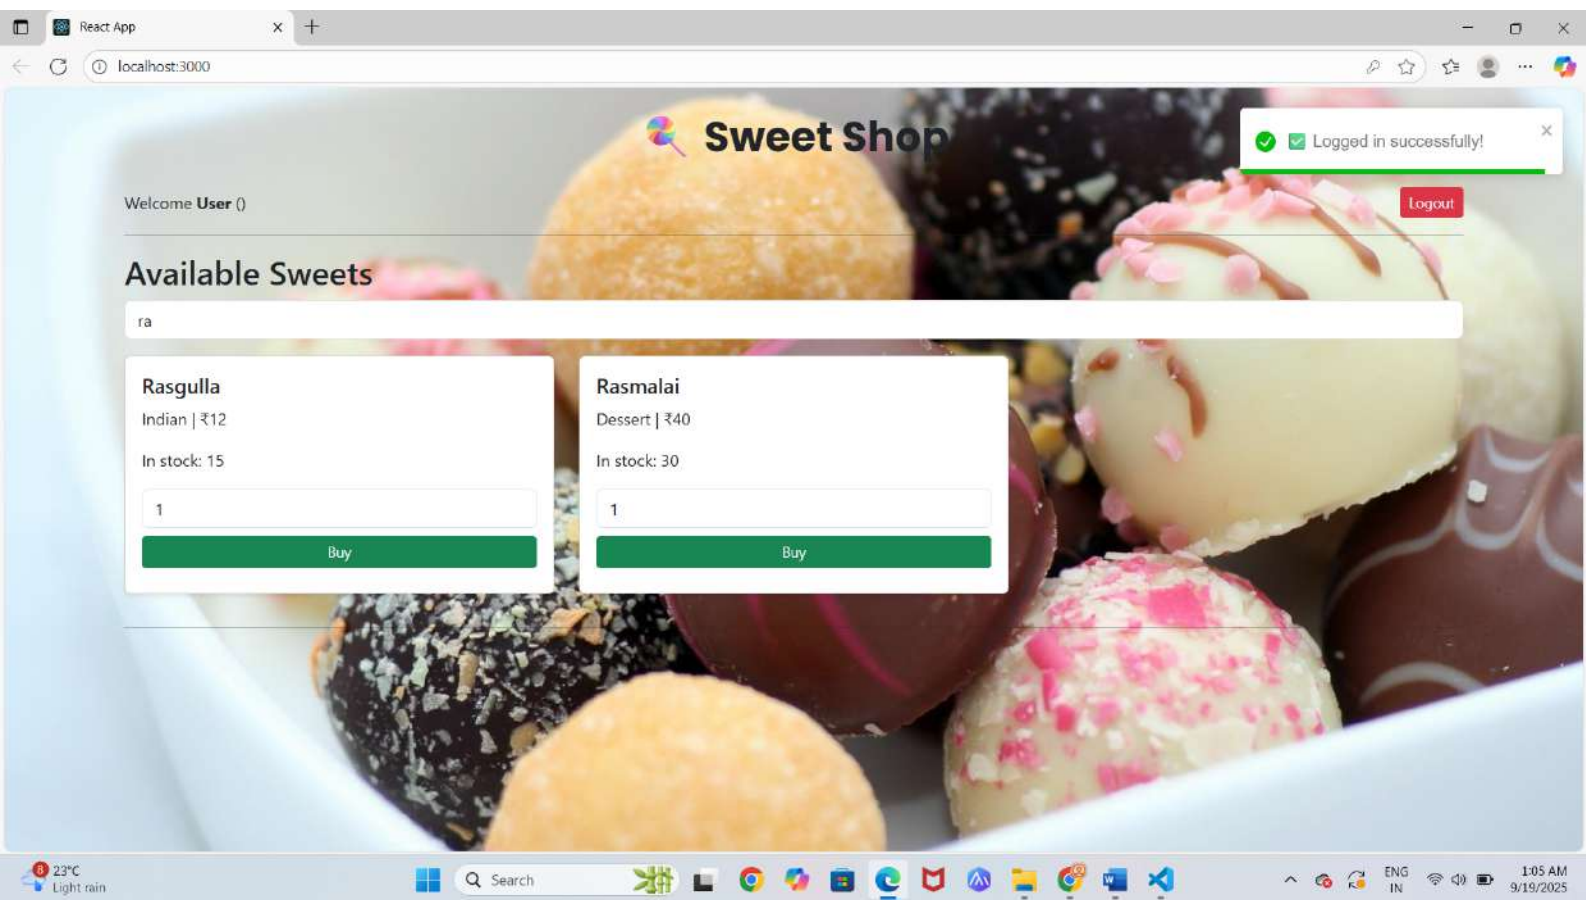 React App
localhost:3000
Sweet Shop
✅ Logged in successfully!
Welcome User ()
Logout
Available Sweets
ra
Rasgulla
Indian | ₹12
In stock: 15
1
Buy
Rasmalai
Dessert | ₹40
In stock: 30
1
Buy
8
23°C
Light rain
Search
ENG
IN
1:05 AM
9/19/2025